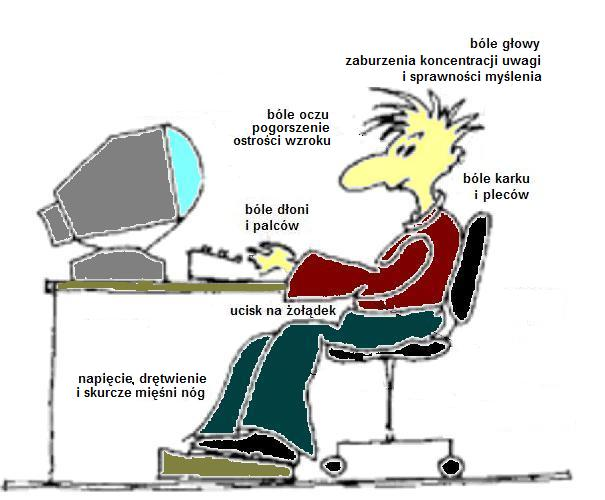 bóle głowy
zaburzenia koncentracji uwagi
i sprawności myślenia
bóle oczu
pogorszenie
ostrości wzroku
bóle karku
i pleców
bóle dłoni
i palców
ucisk na żołądek
napięcie, drętwienie
i skurcze mięśni nóg